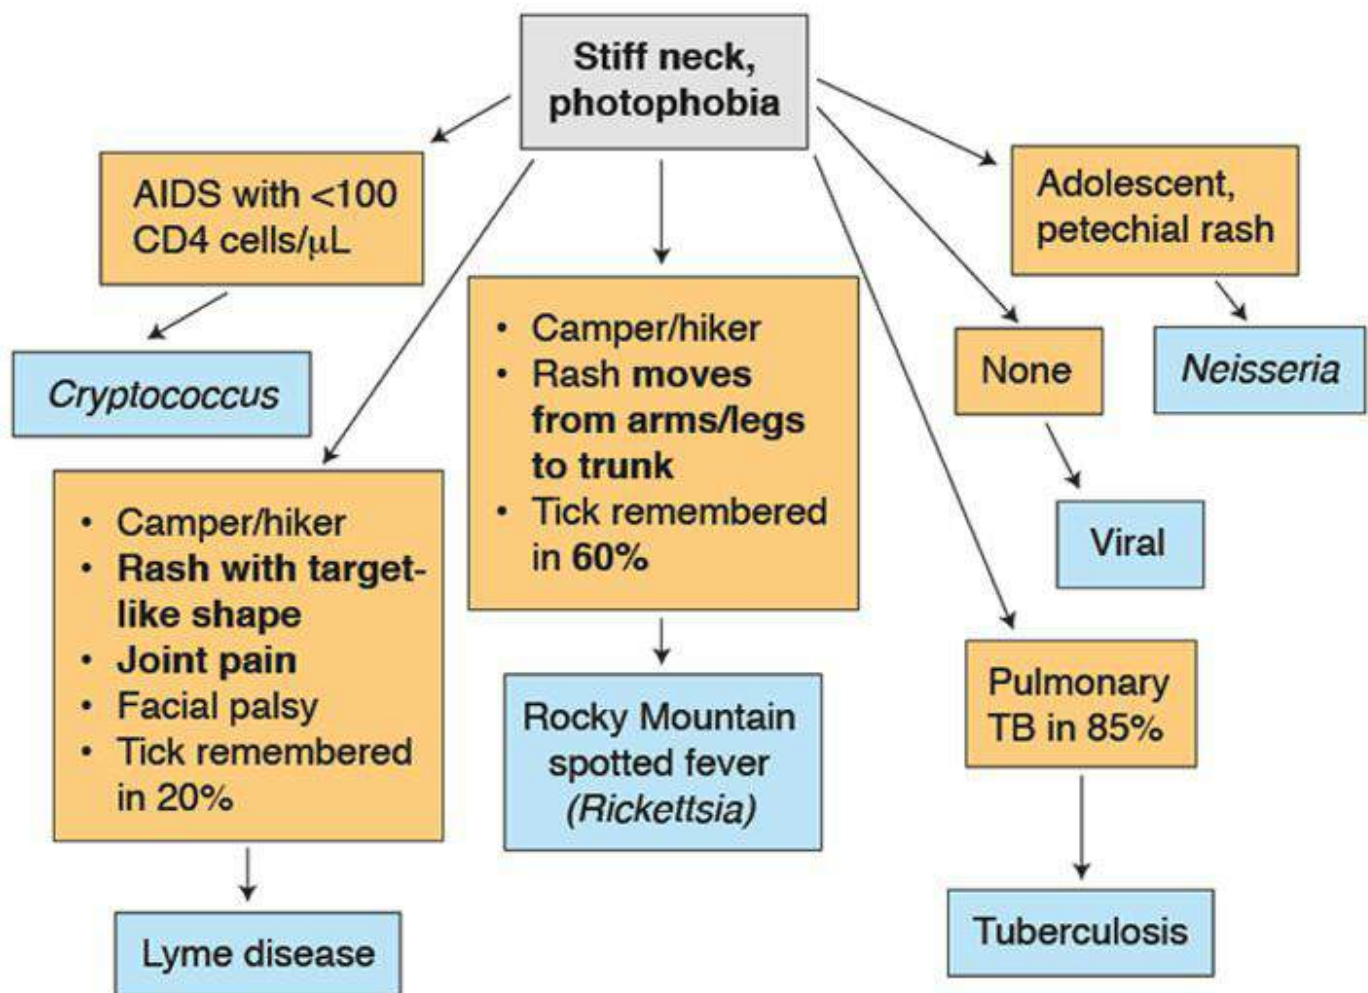 Stiff neck,
photophobia
AIDS with <100
CD4 cells/μL
Cryptococcus
Adolescent,
petechial rash
Neisseria
None
Viral
• Camper/hiker
• Rash moves
from arms/legs
to trunk
• Tick remembered
in 60%
Rocky Mountain
spotted fever
(Rickettsia)
• Camper/hiker
• Rash with target-
like shape
• Joint pain
• Facial palsy
• Tick remembered
in 20%
Lyme disease
Pulmonary
TB in 85%
Tuberculosis